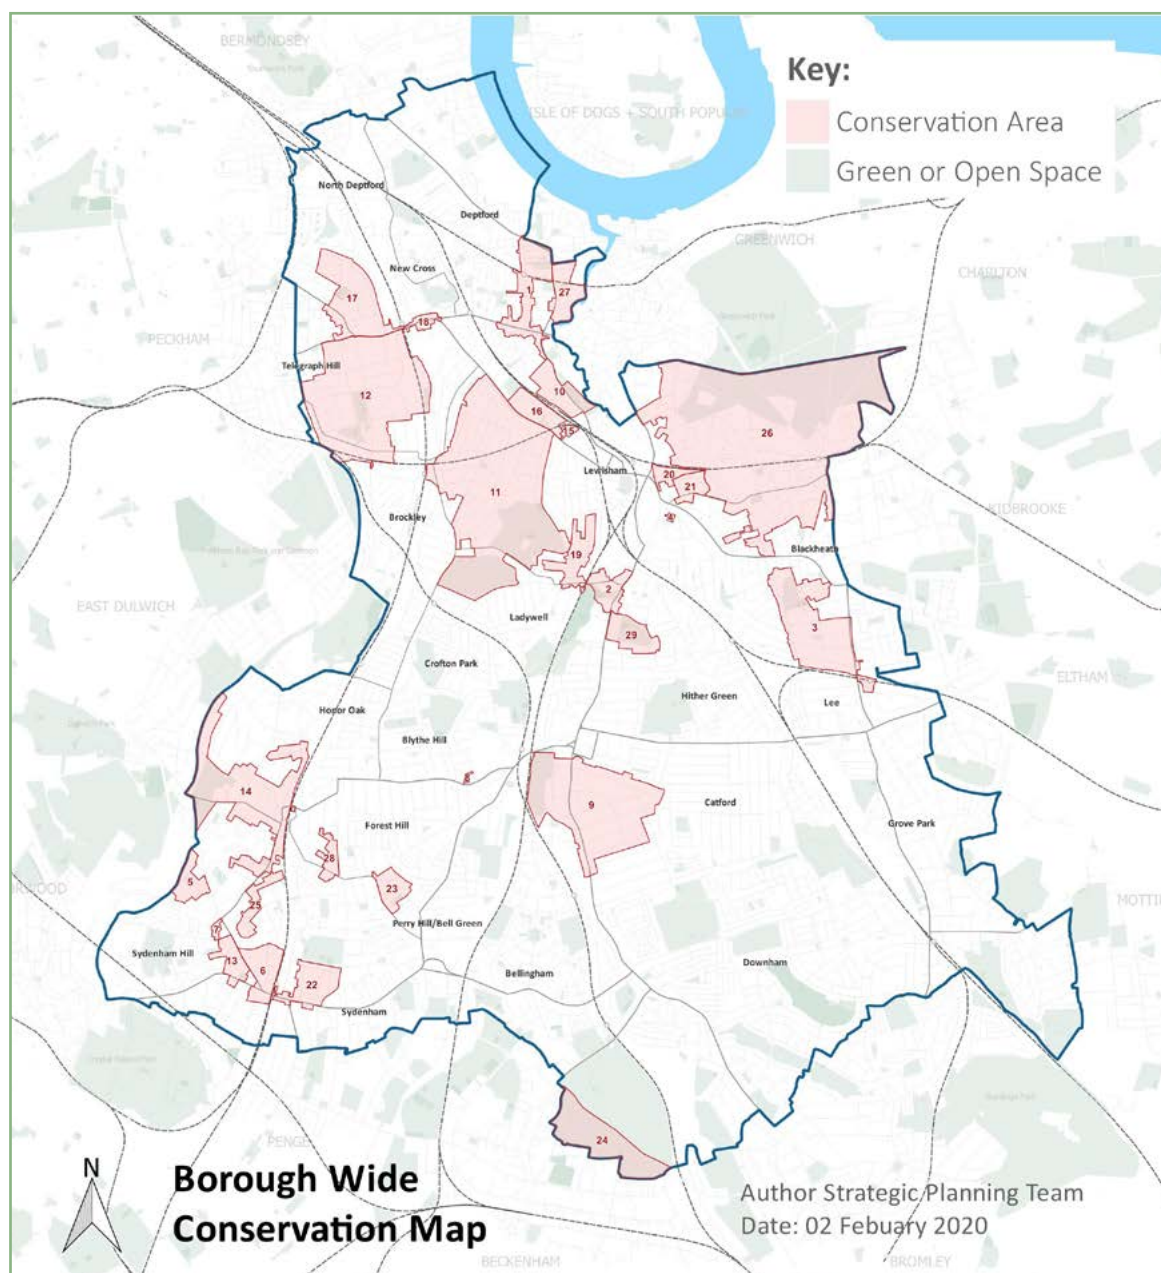 BERMONDSEY
Key:
Conservation Area
Green or Open Space
ISLE OF DOGS + SOUTH POPLAR
North Deptford
Deptford
GREENWICH
New Cross
CHARLTON
1
27
17
18
PECKHAM
Telegraph Hill
12
10
16
15
26
Lewisham
20
21
11
Brockley
4
KIDBROOKE
Blackheath
19
EAST DULWICH
2
Ladywell
3
29
Crofton Park
ELTHAM
Hither Green
Lee
Honor Oak
Blythe Hill
8
14
9
Catford
Forest Hill
Grove Park
28
5
23
25
MOTTI
Perry Hill/Bell Green
7
Sydenham Hill
13
6
22
Bellingham
Downham
Sydenham
24
PENGE
N
Borough Wide
Conservation Map
Author Strategic Planning Team
Date: 02 Febuary 2020
BECKENHAM
BROMLEY